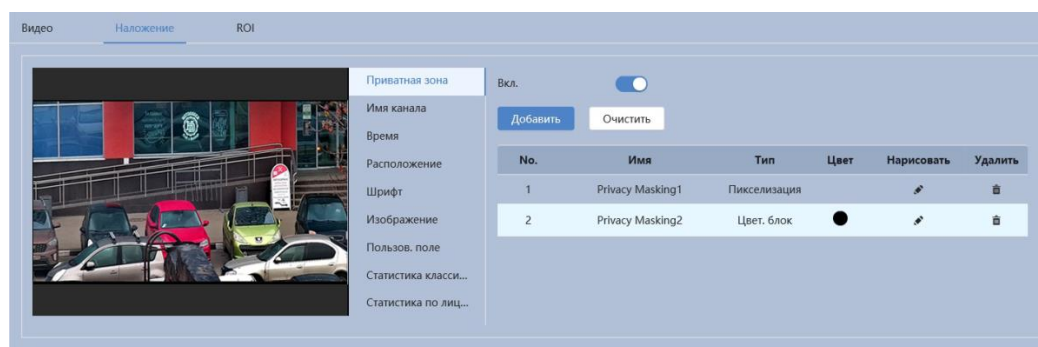 Видео Наложение ROI
Приватная зона
Имя канала
Время
Расположение
Шрифт
Изображение
Пользов. поле
Статистика класси...
Статистика по лиц...
Вкл.
Добавить Очистить
No. Имя Тип Цвет Нарисовать Удалить
1 Privacy Masking1 Пикселизация
2 Privacy Masking2 Цвет. блок